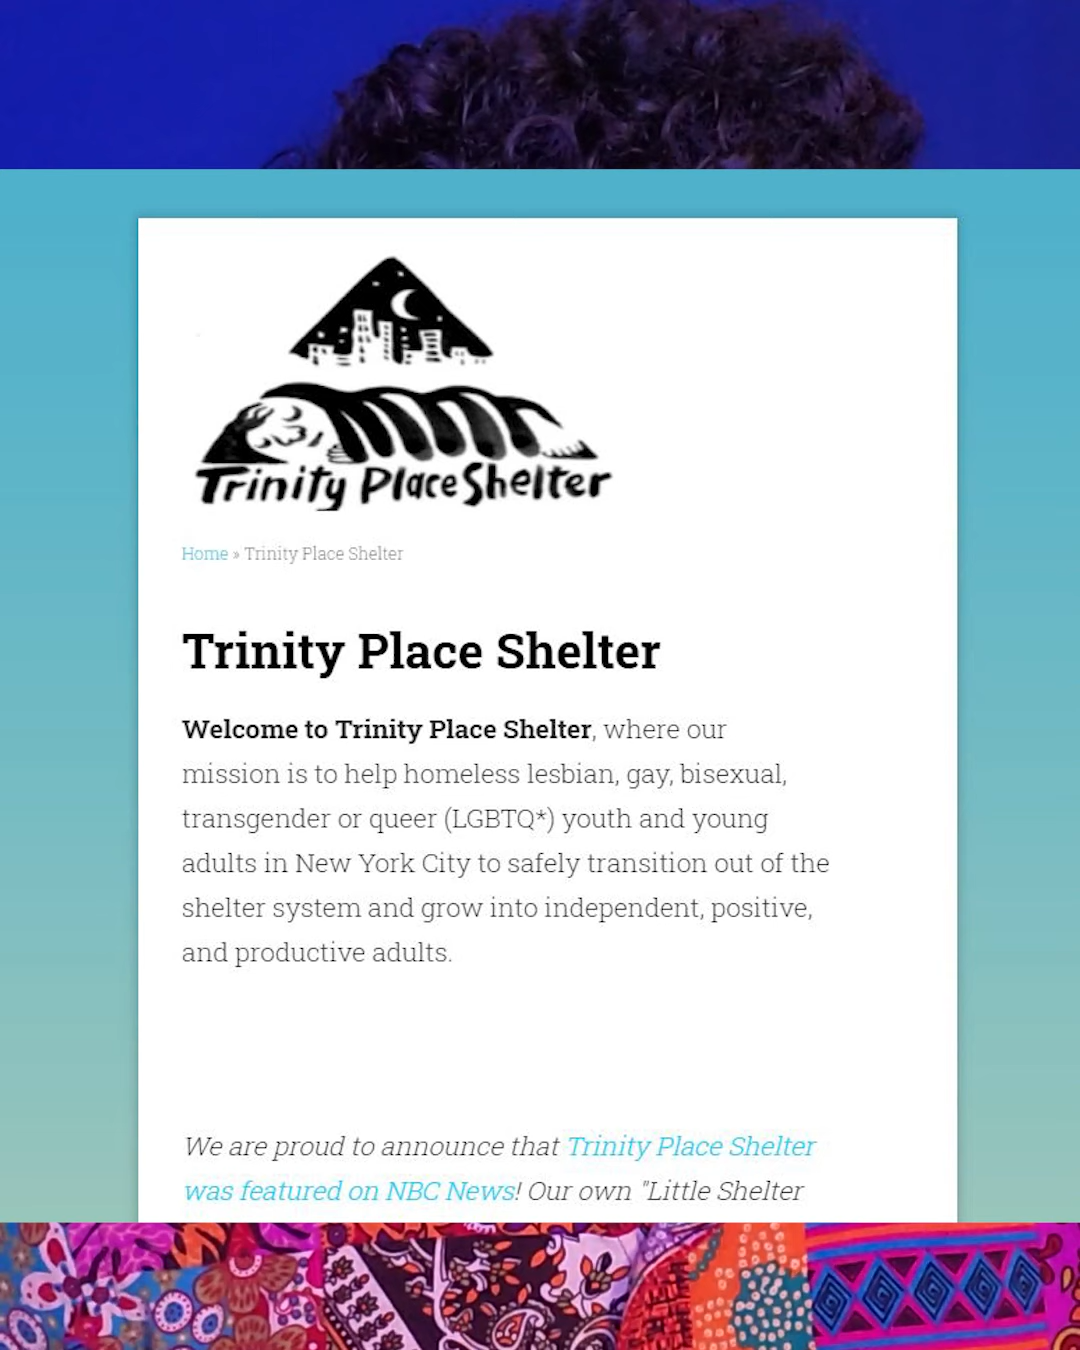 Trinity Place Shelter
Home » Trinity Place Shelter
Trinity Place Shelter
Welcome to Trinity Place Shelter, where our
mission is to help homeless lesbian, gay, bisexual,
transgender or queer (LGBTQ*) youth and young
adults in New York City to safely transition out of the
shelter system and grow into independent, positive,
and productive adults.
We are proud to announce that Trinity Place Shelter
was featured on NBC News! Our own "Little Shelter